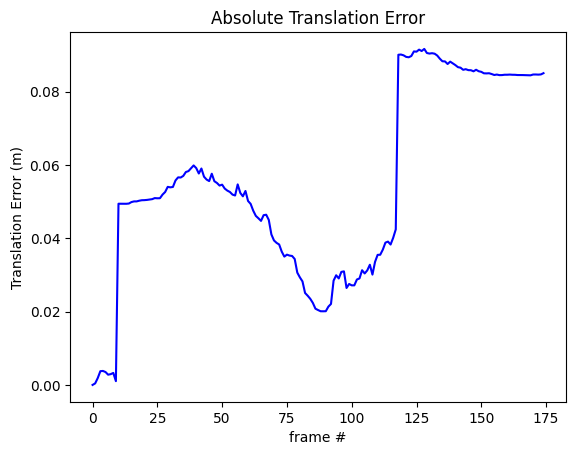 Absolute Translation Error
Translation Error (m)
0.08
0.06
0.04
0.02
0.00
0 25 50 75 100 125 150 175
frame #